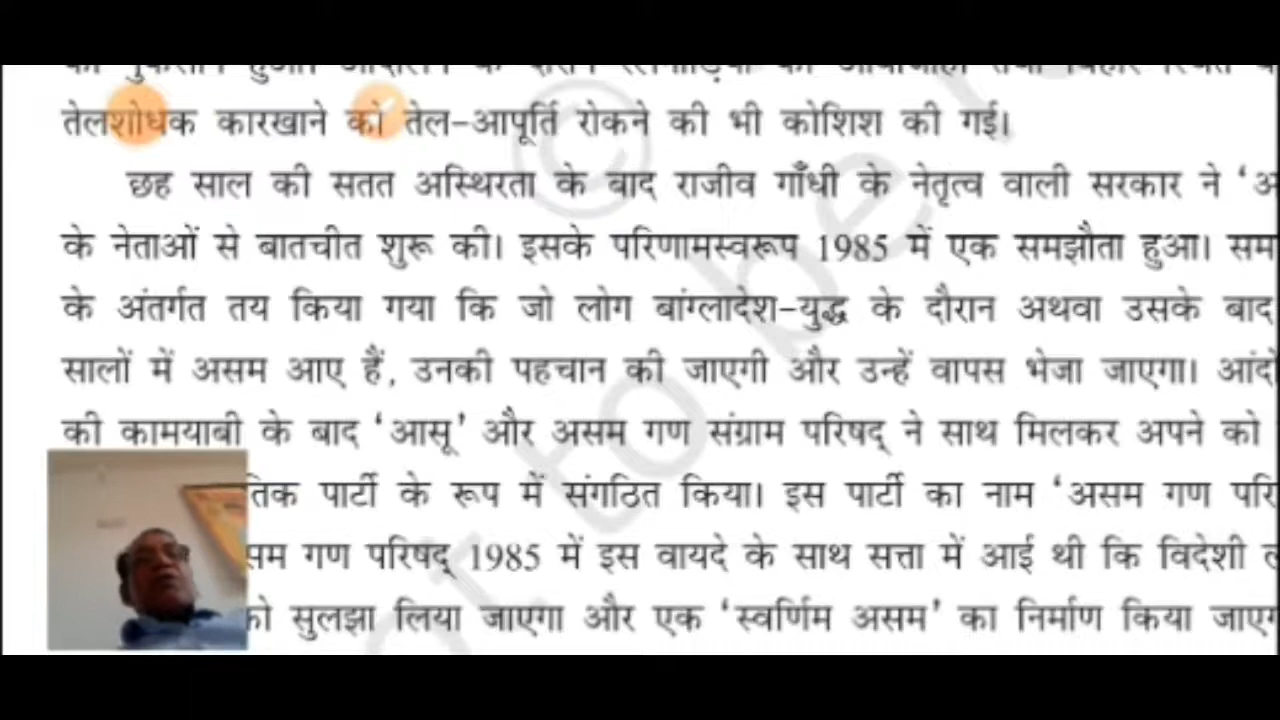 तेलशोधक कारखाने को तेल-आपूर्ति रोकने की भी कोशिश की गई।
छह साल की सतत अस्थिरता के बाद राजीव गाँधी के नेतृत्व वाली सरकार ने ‘अ
के नेताओं से बातचीत शुरू की। इसके परिणामस्वरूप 1985 में एक समझौता हुआ। सम
के अंतर्गत तय किया गया कि जो लोग बांग्लादेश-युद्ध के दौरान अथवा उसके बाद
सालों में असम आए हैं, उनकी पहचान की जाएगी और उन्हें वापस भेजा जाएगा। आंदो
की कामयाबी के बाद ‘आसू’ और असम गण संग्राम परिषद् ने साथ मिलकर अपने को
तिक पार्टी के रूप में संगठित किया। इस पार्टी का नाम ‘असम गण परि
सम गण परिषद् 1985 में इस वायदे के साथ सत्ता में आई थी कि विदेशी
को सुलझा लिया जाएगा और एक ‘स्वर्णिम असम’ का निर्माण किया जाएग